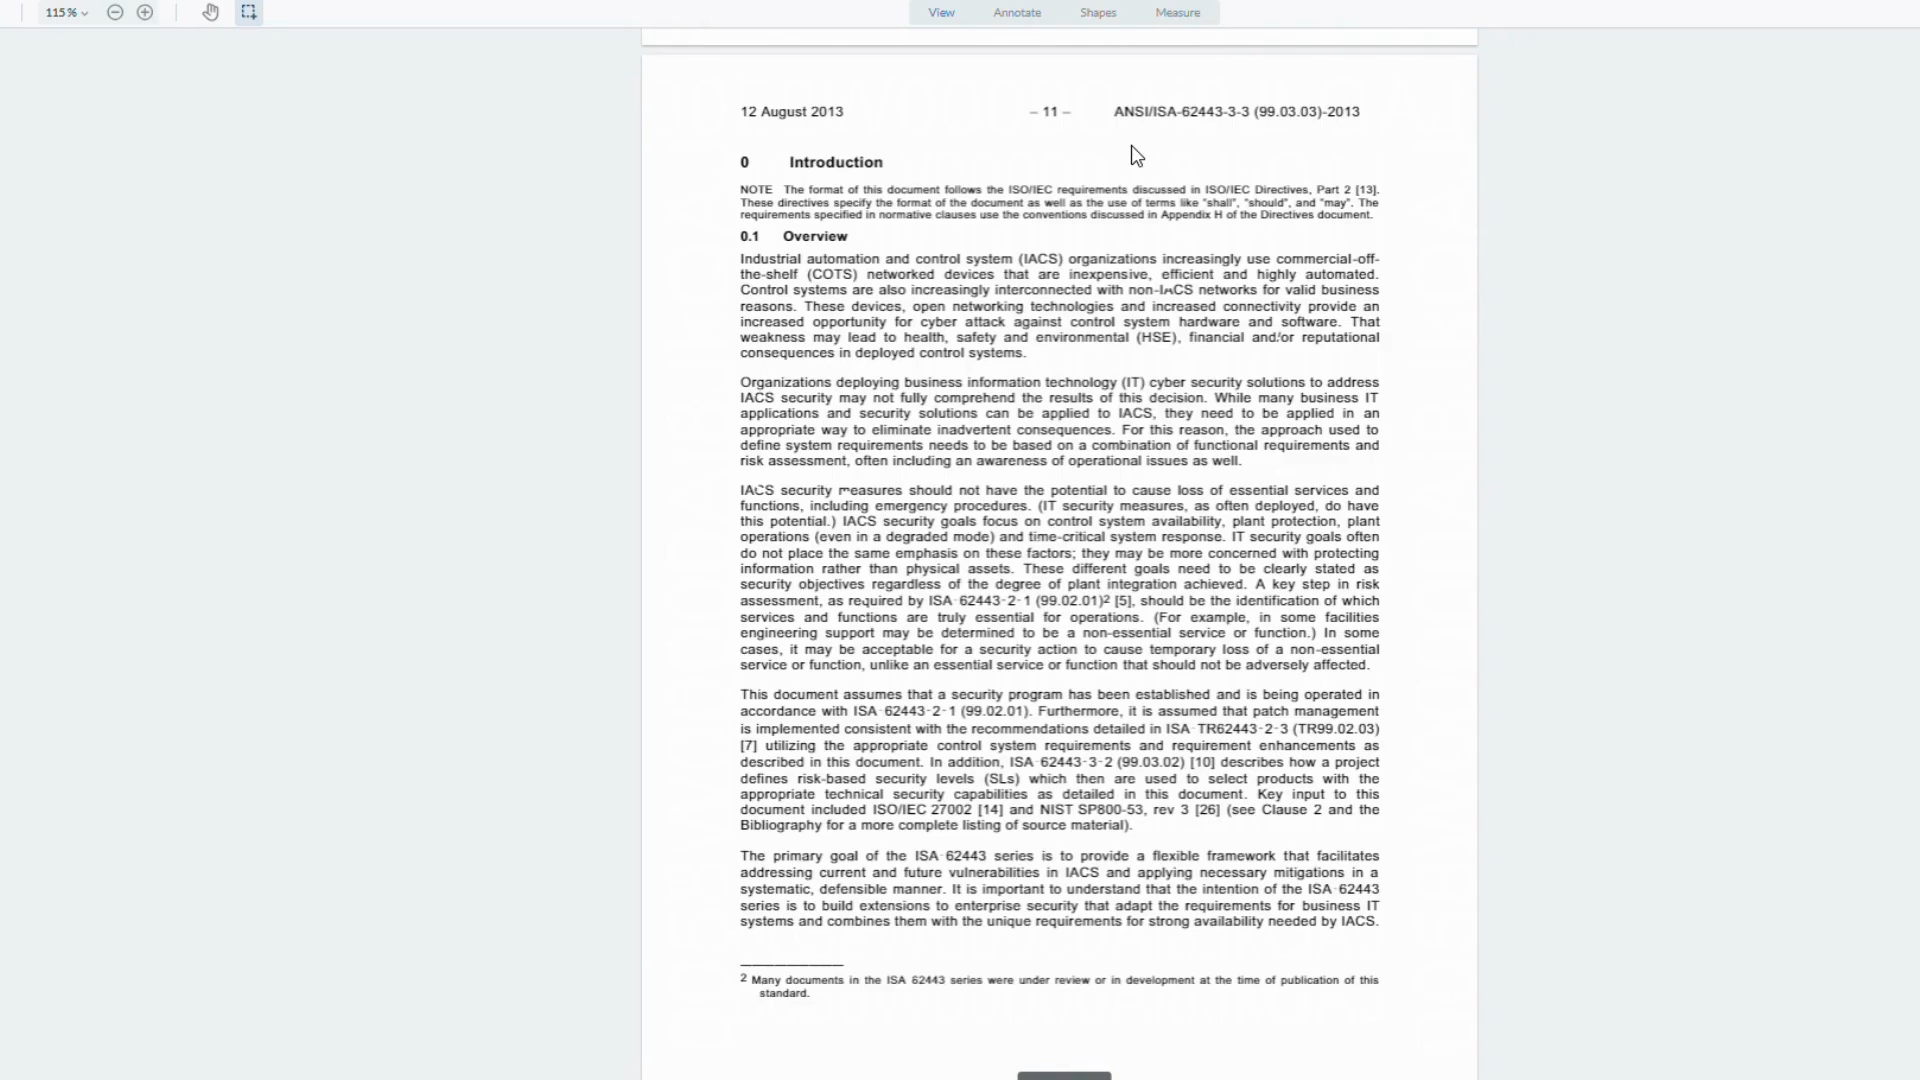 115%
View Annotate Shapes Measure
12 August 2013 – 11 – ANSI/ISA-62443-3-3 (99.03.03)-2013
0 Introduction
NOTE The format of this document follows the ISO/IEC requirements discussed in ISO/IEC Directives, Part 2 [13].
These directives specify the format of the document as well as the use of terms like “shall”, “should”, and “may”. The
requirements specified in normative clauses use the conventions discussed in Appendix H of the Directives document.
0.1 Overview
Industrial automation and control system (IACS) organizations increasingly use commercial-off-
the-shelf (COTS) networked devices that are inexpensive, efficient and highly automated.
Control systems are also increasingly interconnected with non-IACS networks for valid business
reasons. These devices, open networking technologies and increased connectivity provide an
increased opportunity for cyber attack against control system hardware and software. That
weakness may lead to health, safety and environmental (HSE), financial and/or reputational
consequences in deployed control systems.
Organizations deploying business information technology (IT) cyber security solutions to address
IACS security may not fully comprehend the results of this decision. While many business IT
applications and security solutions can be applied to IACS, they need to be applied in an
appropriate way to eliminate inadvertent consequences. For this reason, the approach used to
define system requirements needs to be based on a combination of functional requirements and
risk assessment, often including an awareness of operational issues as well.
IACS security measures should not have the potential to cause loss of essential services and
functions, including emergency procedures. (IT security measures, as often deployed, do have
this potential.) IACS security goals focus on control system availability, plant protection, plant
operations (even in a degraded mode) and time-critical system response. IT security goals often
do not place the same emphasis on these factors; they may be more concerned with protecting
information rather than physical assets. These different goals need to be clearly stated as
security objectives regardless of the degree of plant integration achieved. A key step in risk
assessment, as required by ISA‑62443‑2‑1 (99.02.01)2 [5], should be the identification of which
services and functions are truly essential for operations. (For example, in some facilities
engineering support may be determined to be a non-essential service or function.) In some
cases, it may be acceptable for a security action to cause temporary loss of a non-essential
service or function, unlike an essential service or function that should not be adversely affected.
This document assumes that a security program has been established and is being operated in
accordance with ISA‑62443‑2‑1 (99.02.01). Furthermore, it is assumed that patch management
is implemented consistent with the recommendations detailed in ISA‑TR62443‑2‑3 (TR99.02.03)
[7] utilizing the appropriate control system requirements and requirement enhancements as
described in this document. In addition, ISA‑62443‑3‑2 (99.03.02) [10] describes how a project
defines risk-based security levels (SLs) which then are used to select products with the
appropriate technical security capabilities as detailed in this document. Key input to this
document included ISO/IEC 27002 [14] and NIST SP800-53, rev 3 [26] (see Clause 2 and the
Bibliography for a more complete listing of source material).
The primary goal of the ISA‑62443 series is to provide a flexible framework that facilitates
addressing current and future vulnerabilities in IACS and applying necessary mitigations in a
systematic, defensible manner. It is important to understand that the intention of the ISA‑62443
series is to build extensions to enterprise security that adapt the requirements for business IT
systems and combines them with the unique requirements for strong availability needed by IACS.
2 Many documents in the ISA‑62443 series were under review or in development at the time of publication of this
standard.